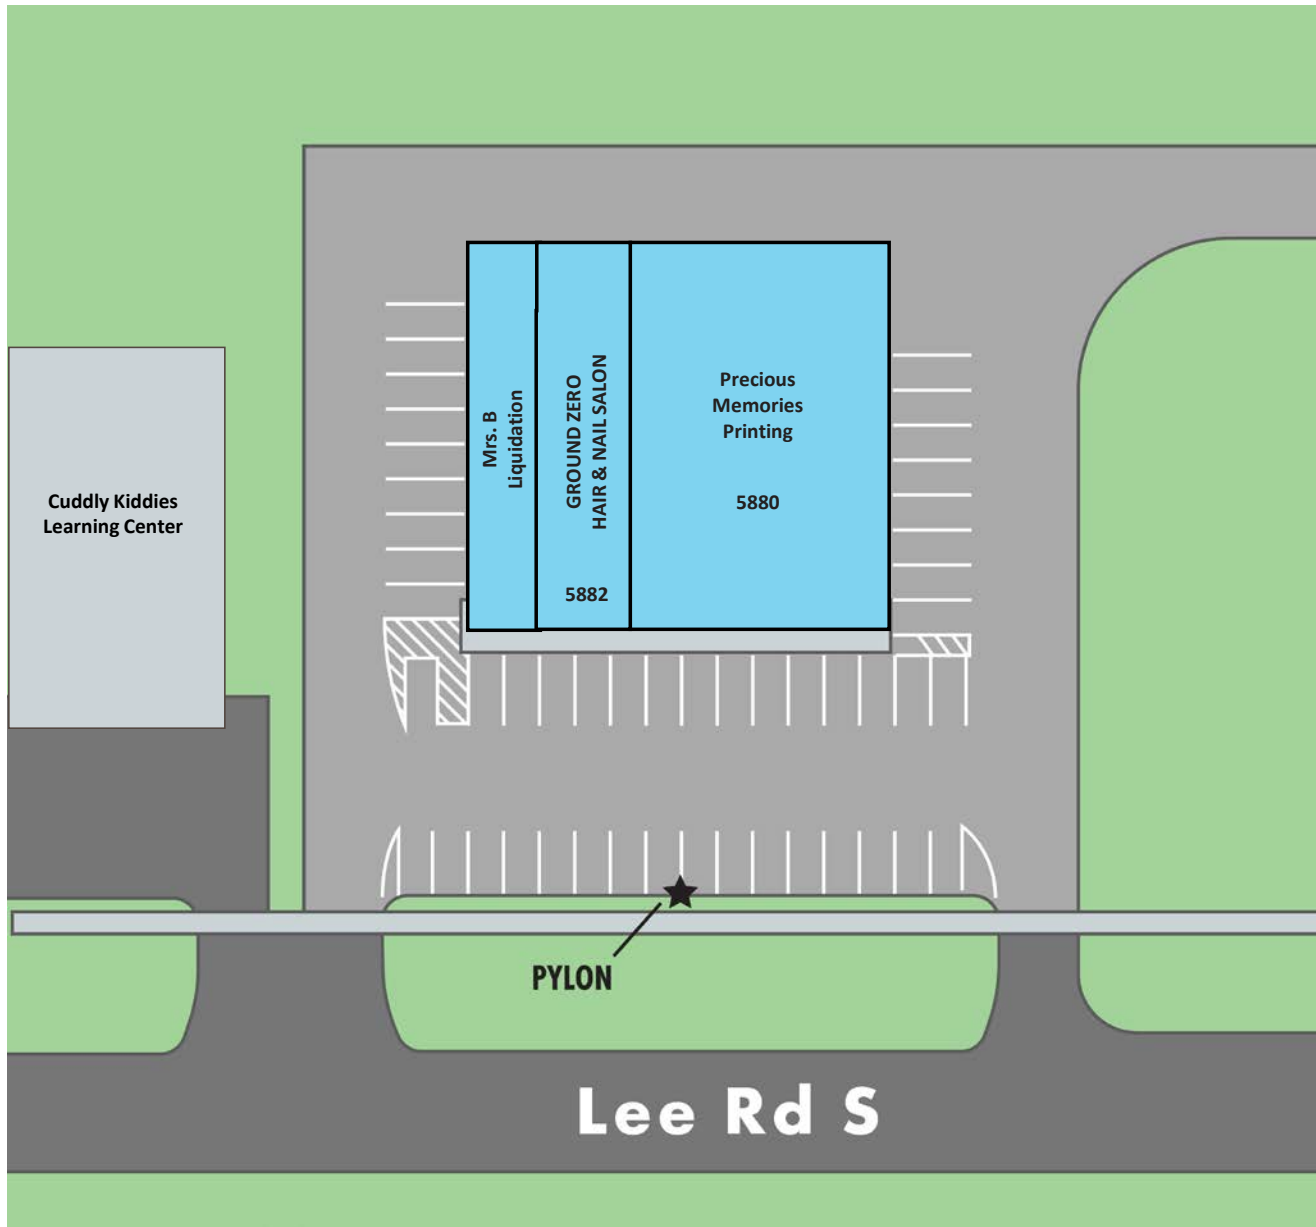 Cuddly Kiddies
Learning Center
Mrs. B
Liquidation
GROUND ZERO
HAIR & NAIL SALON
5882
Precious
Memories
Printing
5880
PYLON
Lee Rd S